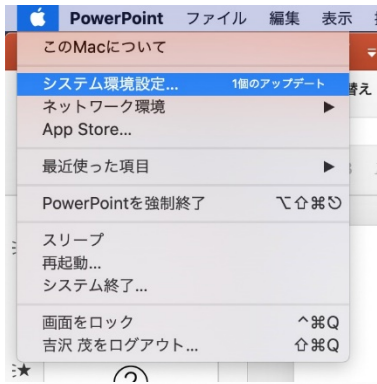 PowerPoint ファイル 編集 表示
このMacについて
システム環境設定... 1個のアップデート
替え
ネットワーク環境 ▶
App Store...
最近使った項目 ▶
PowerPointを強制終了 ⌥⇧⌘⎋
スリープ
再起動...
システム終了...
画面をロック ^⌘Q
吉沢 茂をログアウト... ⇧⌘Q
②